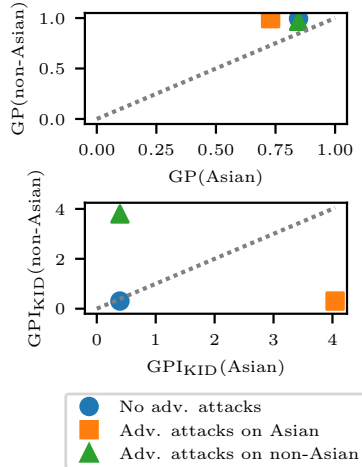 GP(non-Asian)
1.0
0.5
0.0
0.00 0.25 0.50 0.75 1.00
GP(Asian)
GPI_KID(non-Asian)
4
2
0
0 1 2 3 4
GPI_KID(Asian)
No adv. attacks
Adv. attacks on Asian
Adv. attacks on non-Asian